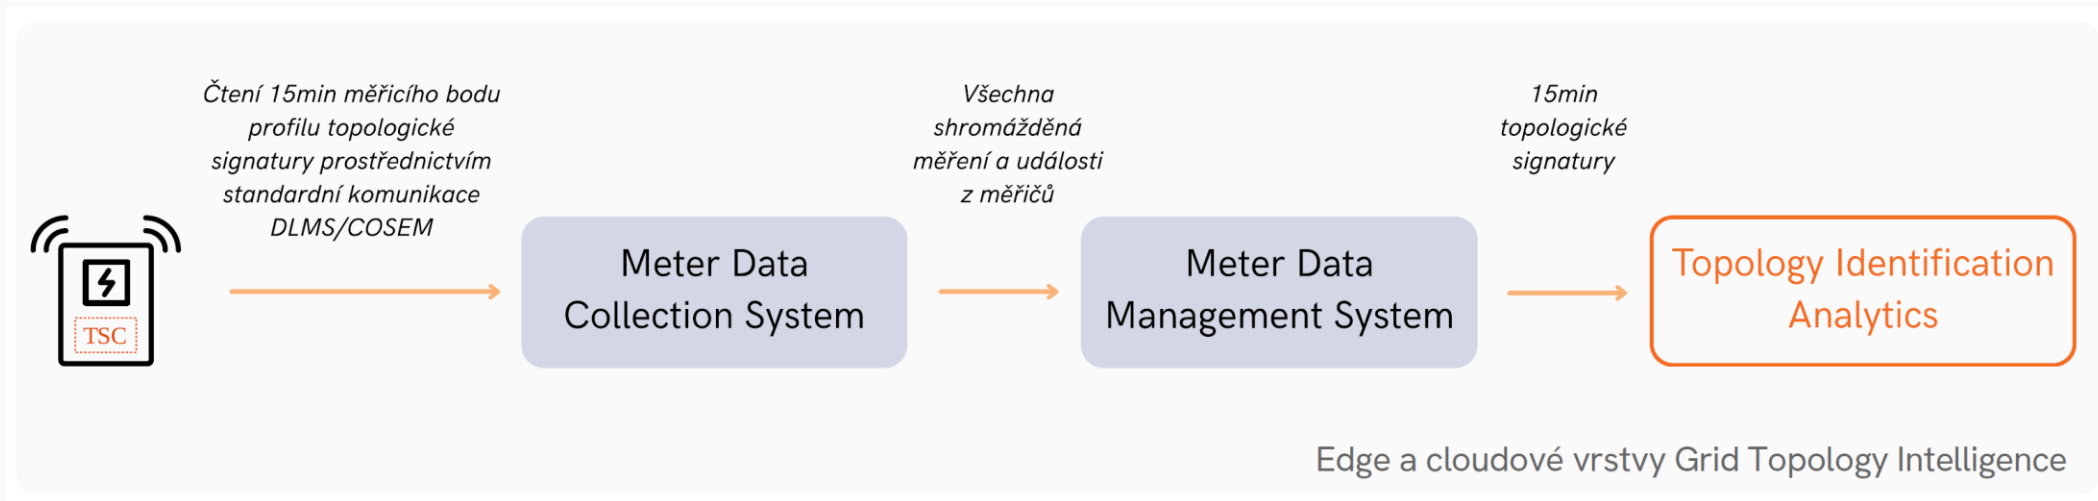 Čtení 15min měřicího bodu
profilu topologické
signatury prostřednictvím
standardní komunikace
DLMS/COSEM
TSC
Meter Data
Collection System
Všechna
shromážděná
měření a události
z měřičů
Meter Data
Management System
15min
topologické
signatury
Topology Identification
Analytics
Edge a cloudové vrstvy Grid Topology Intelligence